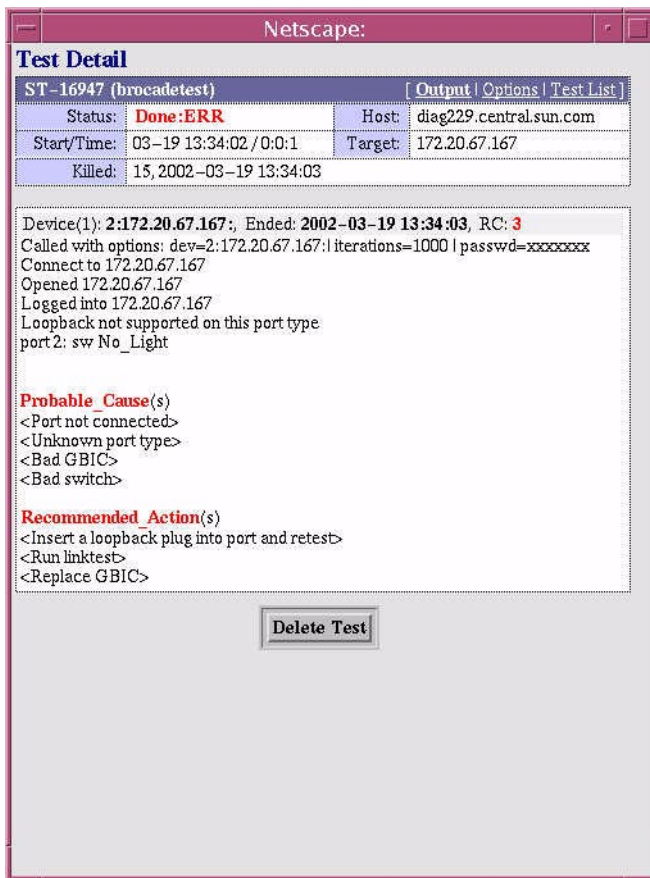 Netscape:
Test Detail
ST-16947 (brocadetest) [ Output | Options | Test List ]
Status: Done:ERR Host: diag229.central.sun.com
Start/Time: 03-19 13:34:02 / 0:0:1 Target: 172.20.67.167
Killed: 15, 2002-03-19 13:34:03
Device(1): 2:172.20.67.167:, Ended: 2002-03-19 13:34:03, RC: 3
Called with options: dev=2:172.20.67.167:| iterations=1000 | passwd=xxxxxxx
Connect to 172.20.67.167
Opened 172.20.67.167
Logged into 172.20.67.167
Loopback not supported on this port type
port 2: sw No_Light
Probable_Cause(s)
<Port not connected>
<Unknown port type>
<Bad GBIC>
<Bad switch>
Recommended_Action(s)
<Insert a loopback plug into port and retest>
<Run linktest>
<Replace GBIC>
Delete Test